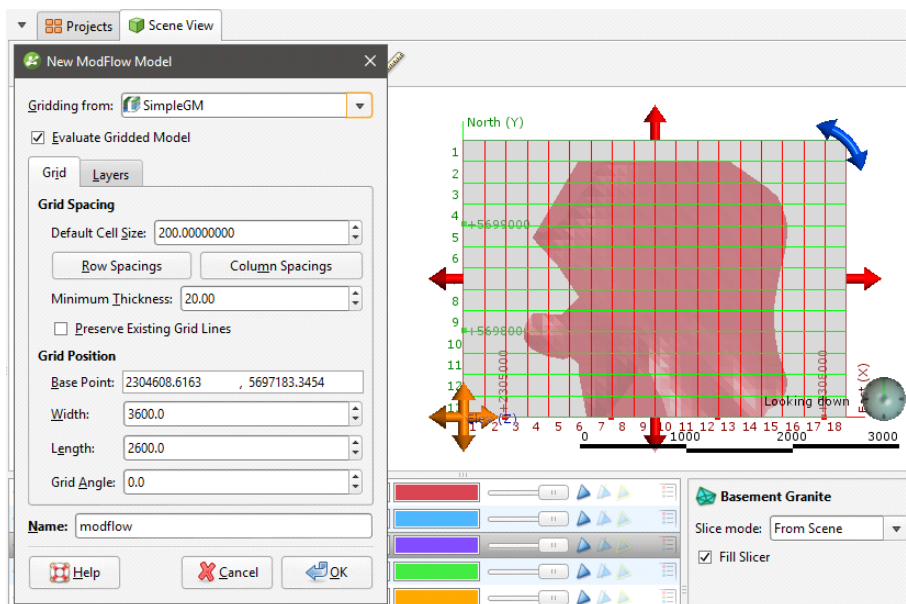 Projects
Scene View
New ModFlow Model
Gridding from: SimpleGM
Evaluate Gridded Model
Grid
Layers
Grid Spacing
Default Cell Size: 200.00000000
Row Spacings
Column Spacings
Minimum Thickness: 20.00
Preserve Existing Grid Lines
Grid Position
Base Point: 2304608.6163 , 5697183.3454
Width: 3600.0
Length: 2600.0
Grid Angle: 0.0
Name: modflow
Help
Cancel
OK
North (Y)
1
2
3
4
+5699000
5
6
7
8
9
+5698000
10
11
12
+2305000
Looking down
East (X)
1 2 3 4 5 6 7 8 9 10 11 12 13 14 15 16 17 18
0 1000 2000 3000
Basement Granite
Slice mode: From Scene
Fill Slicer